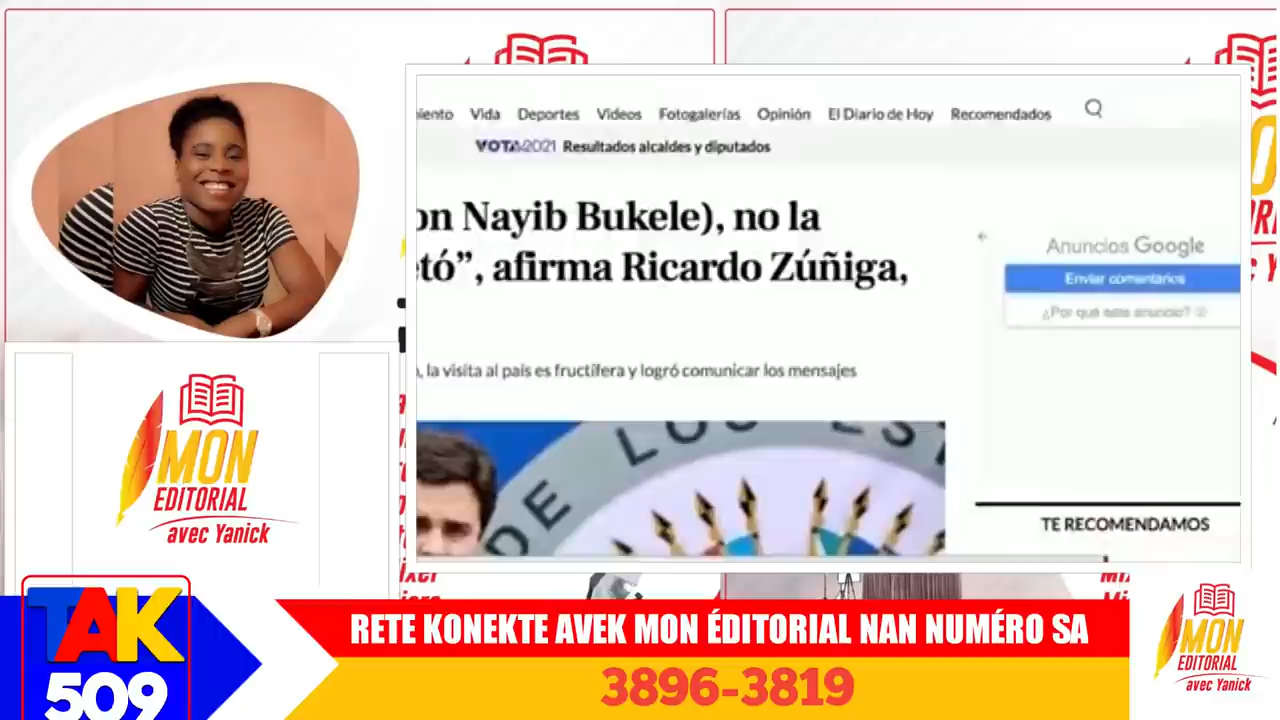 iento Vida Deportes Videos Fotogalerías Opinión El Diario de Hoy Recomendados
VOTA2021 Resultados alcaldes y diputados
on Nayib Bukele), no la
etó”, afirma Ricardo Zúñiga,
, la visita al país es fructífera y logró comunicar los mensajes
Anuncios Google
Enviar comentarios
¿Por qué este anuncio?
DE LOS EST
TE RECOMENDAMOS
MON
EDITORIAL
avec Yanick
TAK
509
RETE KONEKTE AVEK MON ÉDITORIAL NAN NUMÉRO SA
3896-3819
MON
EDITORIAL
avec Yanick